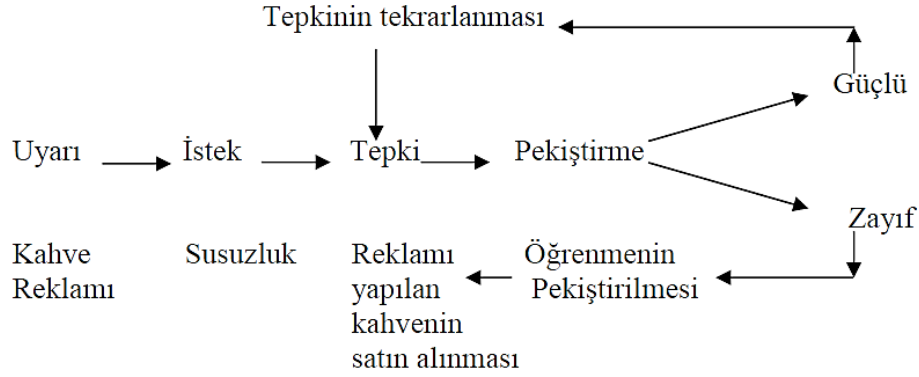 Tepkinin tekrarlanması
Güçlü
Uyarı İstek Tepki Pekiştirme
Zayıf
Kahve Susuzluk Reklamı Öğrenmenin
Reklamı yapılan Pekiştirilmesi
kahvenin
satın alınması